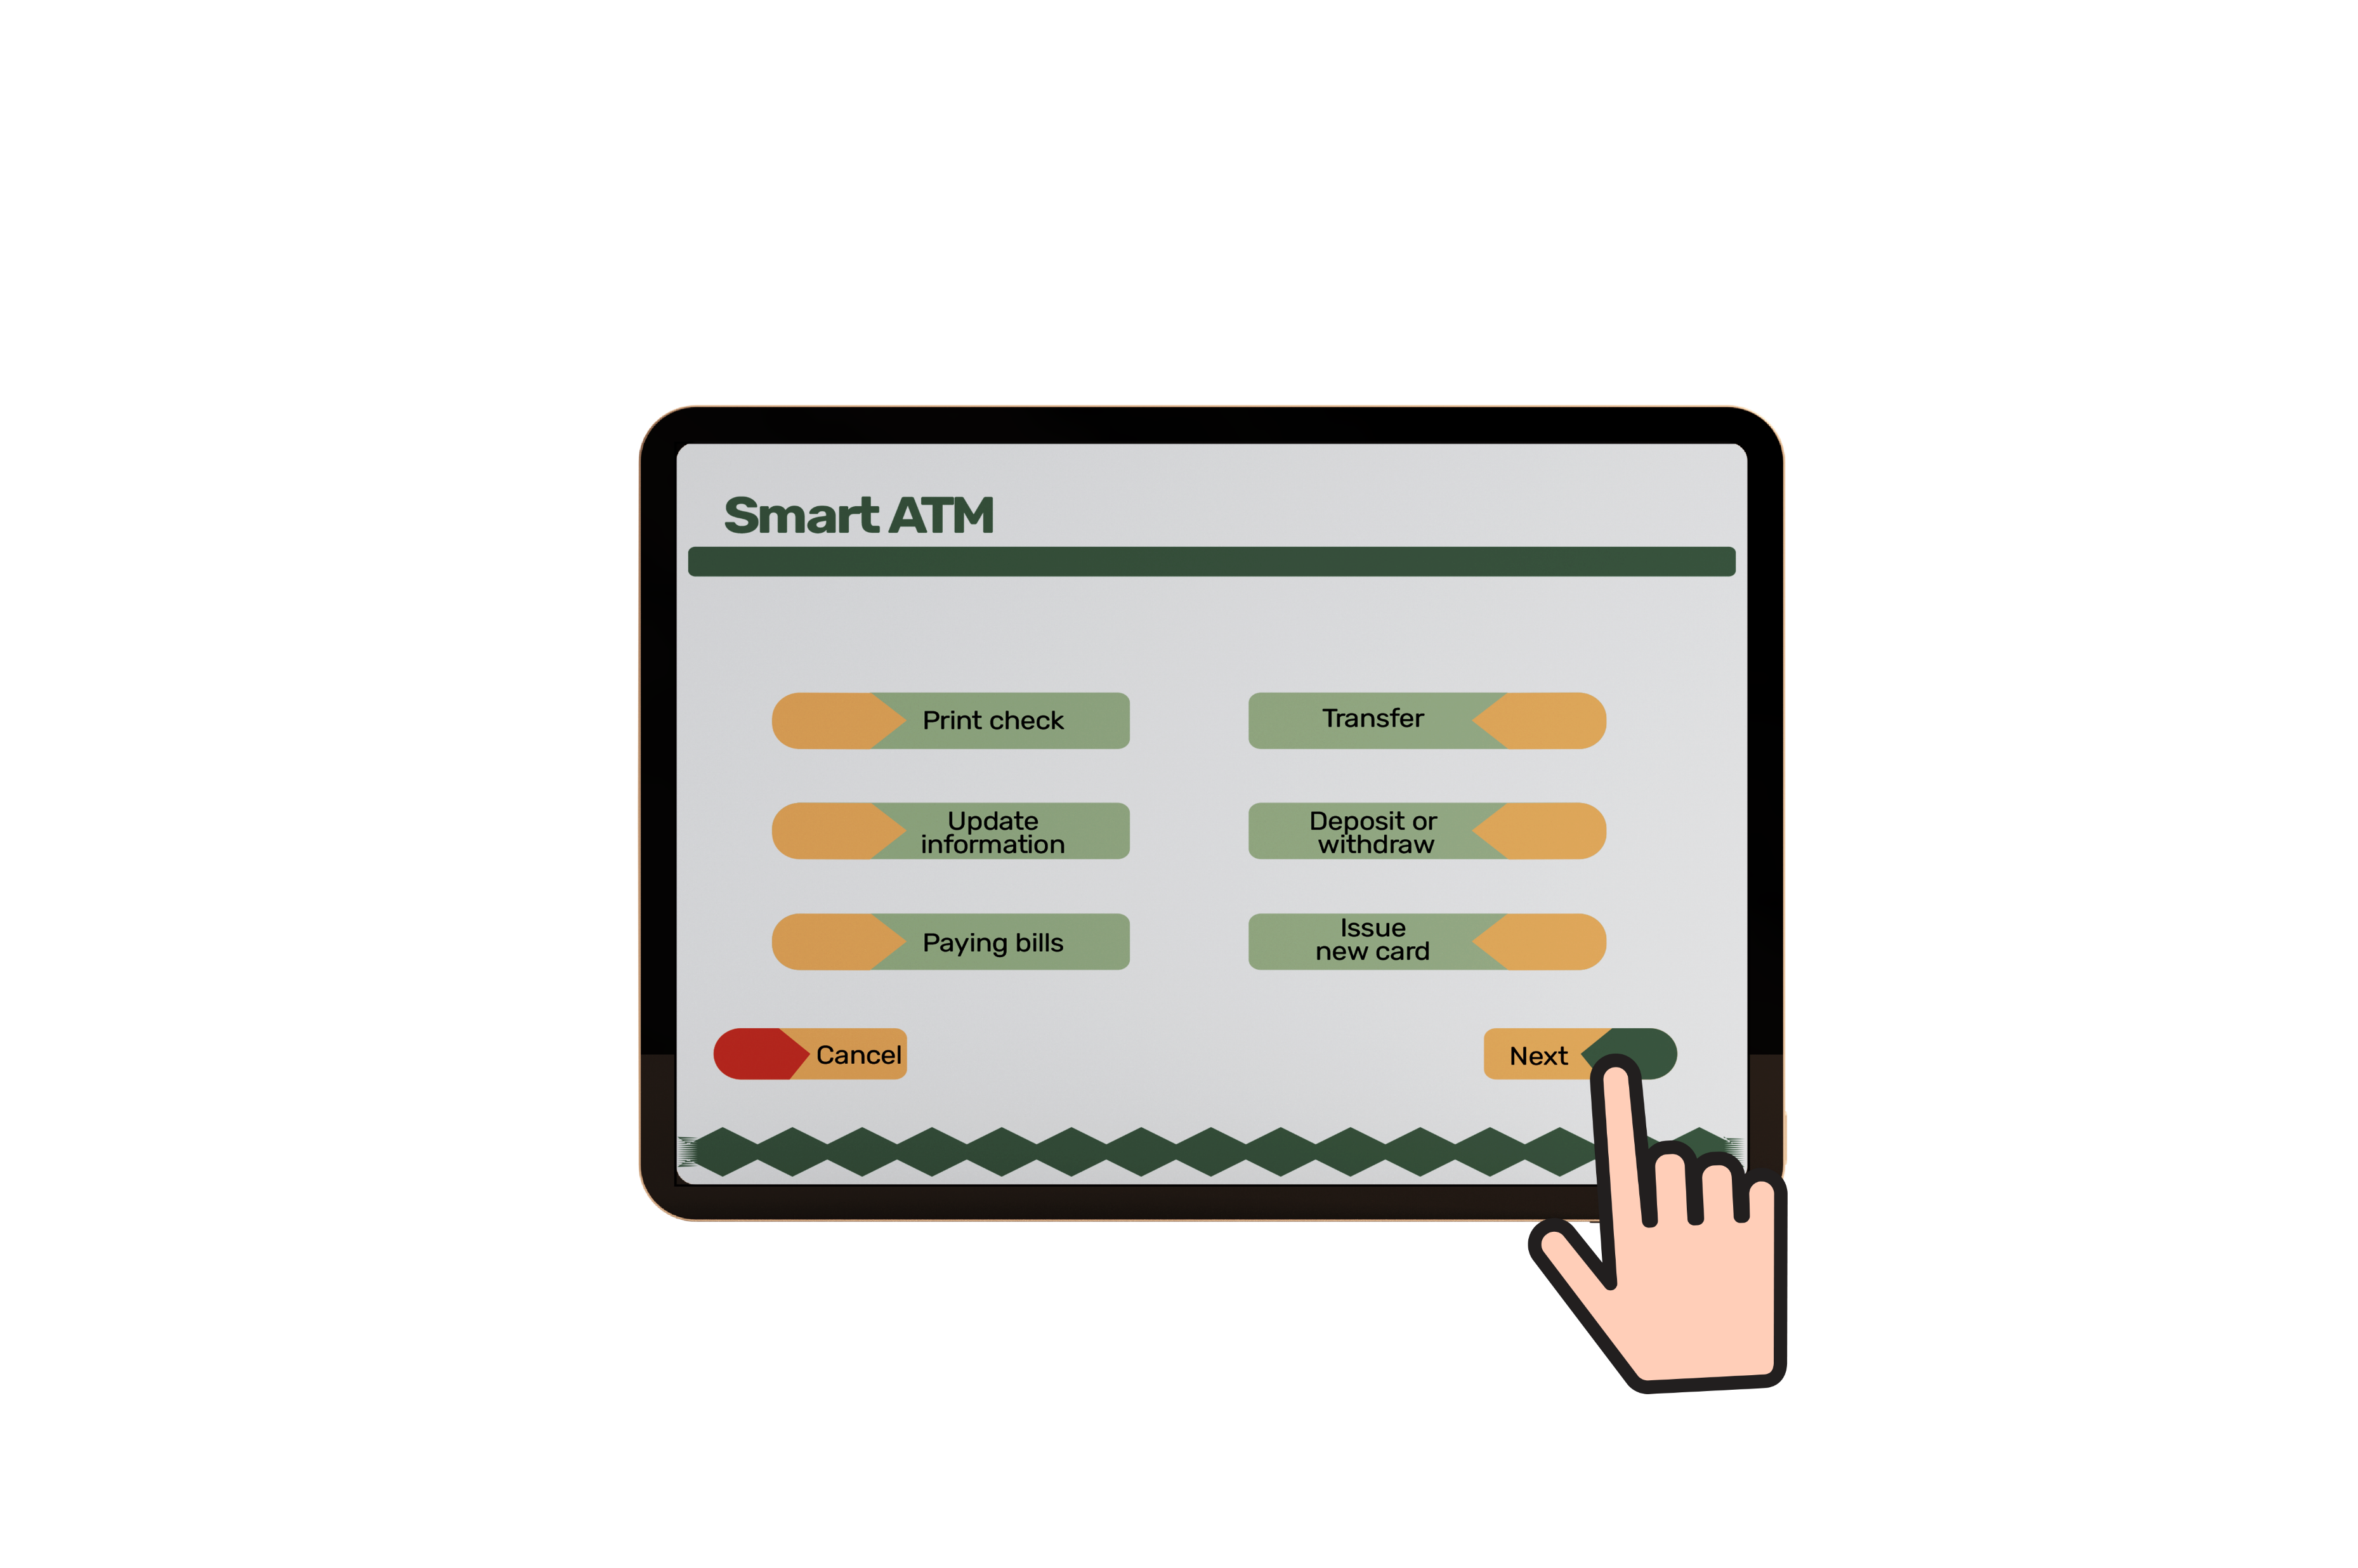 Smart ATM
Print check
Transfer
Update
information
Deposit or
withdraw
Paying bills
Issue
new card
Cancel
Next